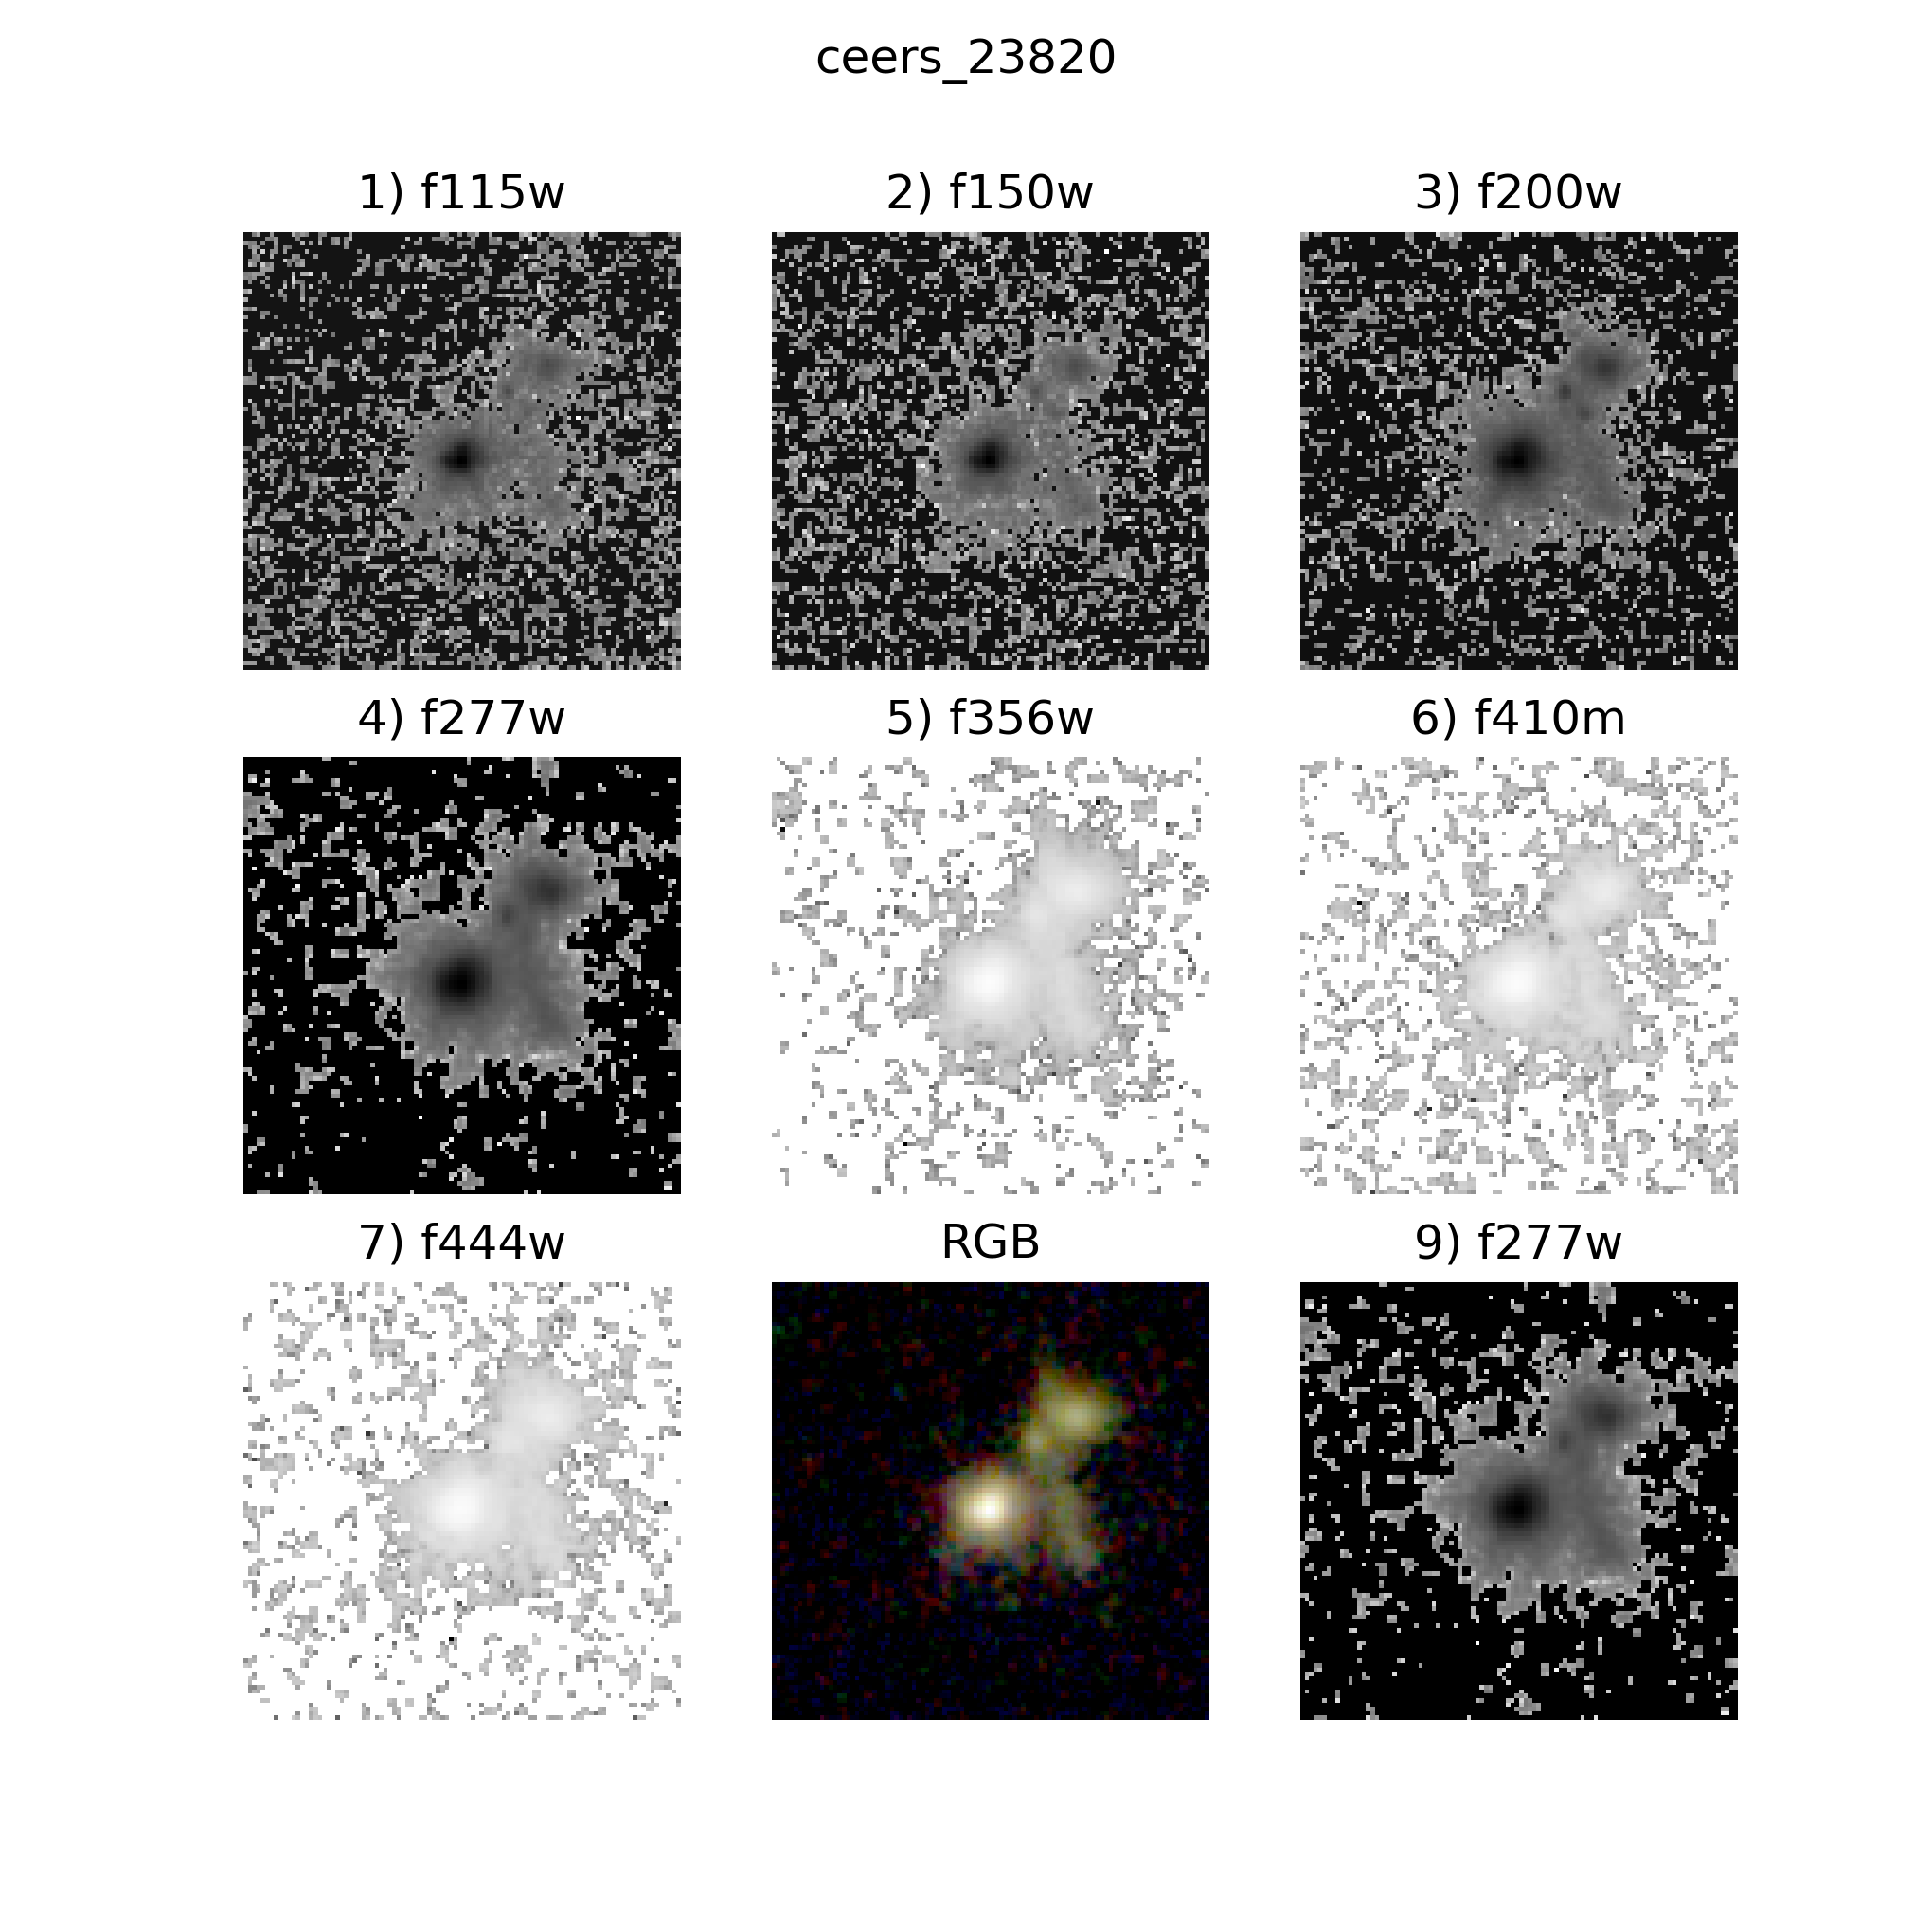 ceers_23820
1) f115w
2) f150w
3) f200w
4) f277w
5) f356w
6) f410m
7) f444w
RGB
9) f277w